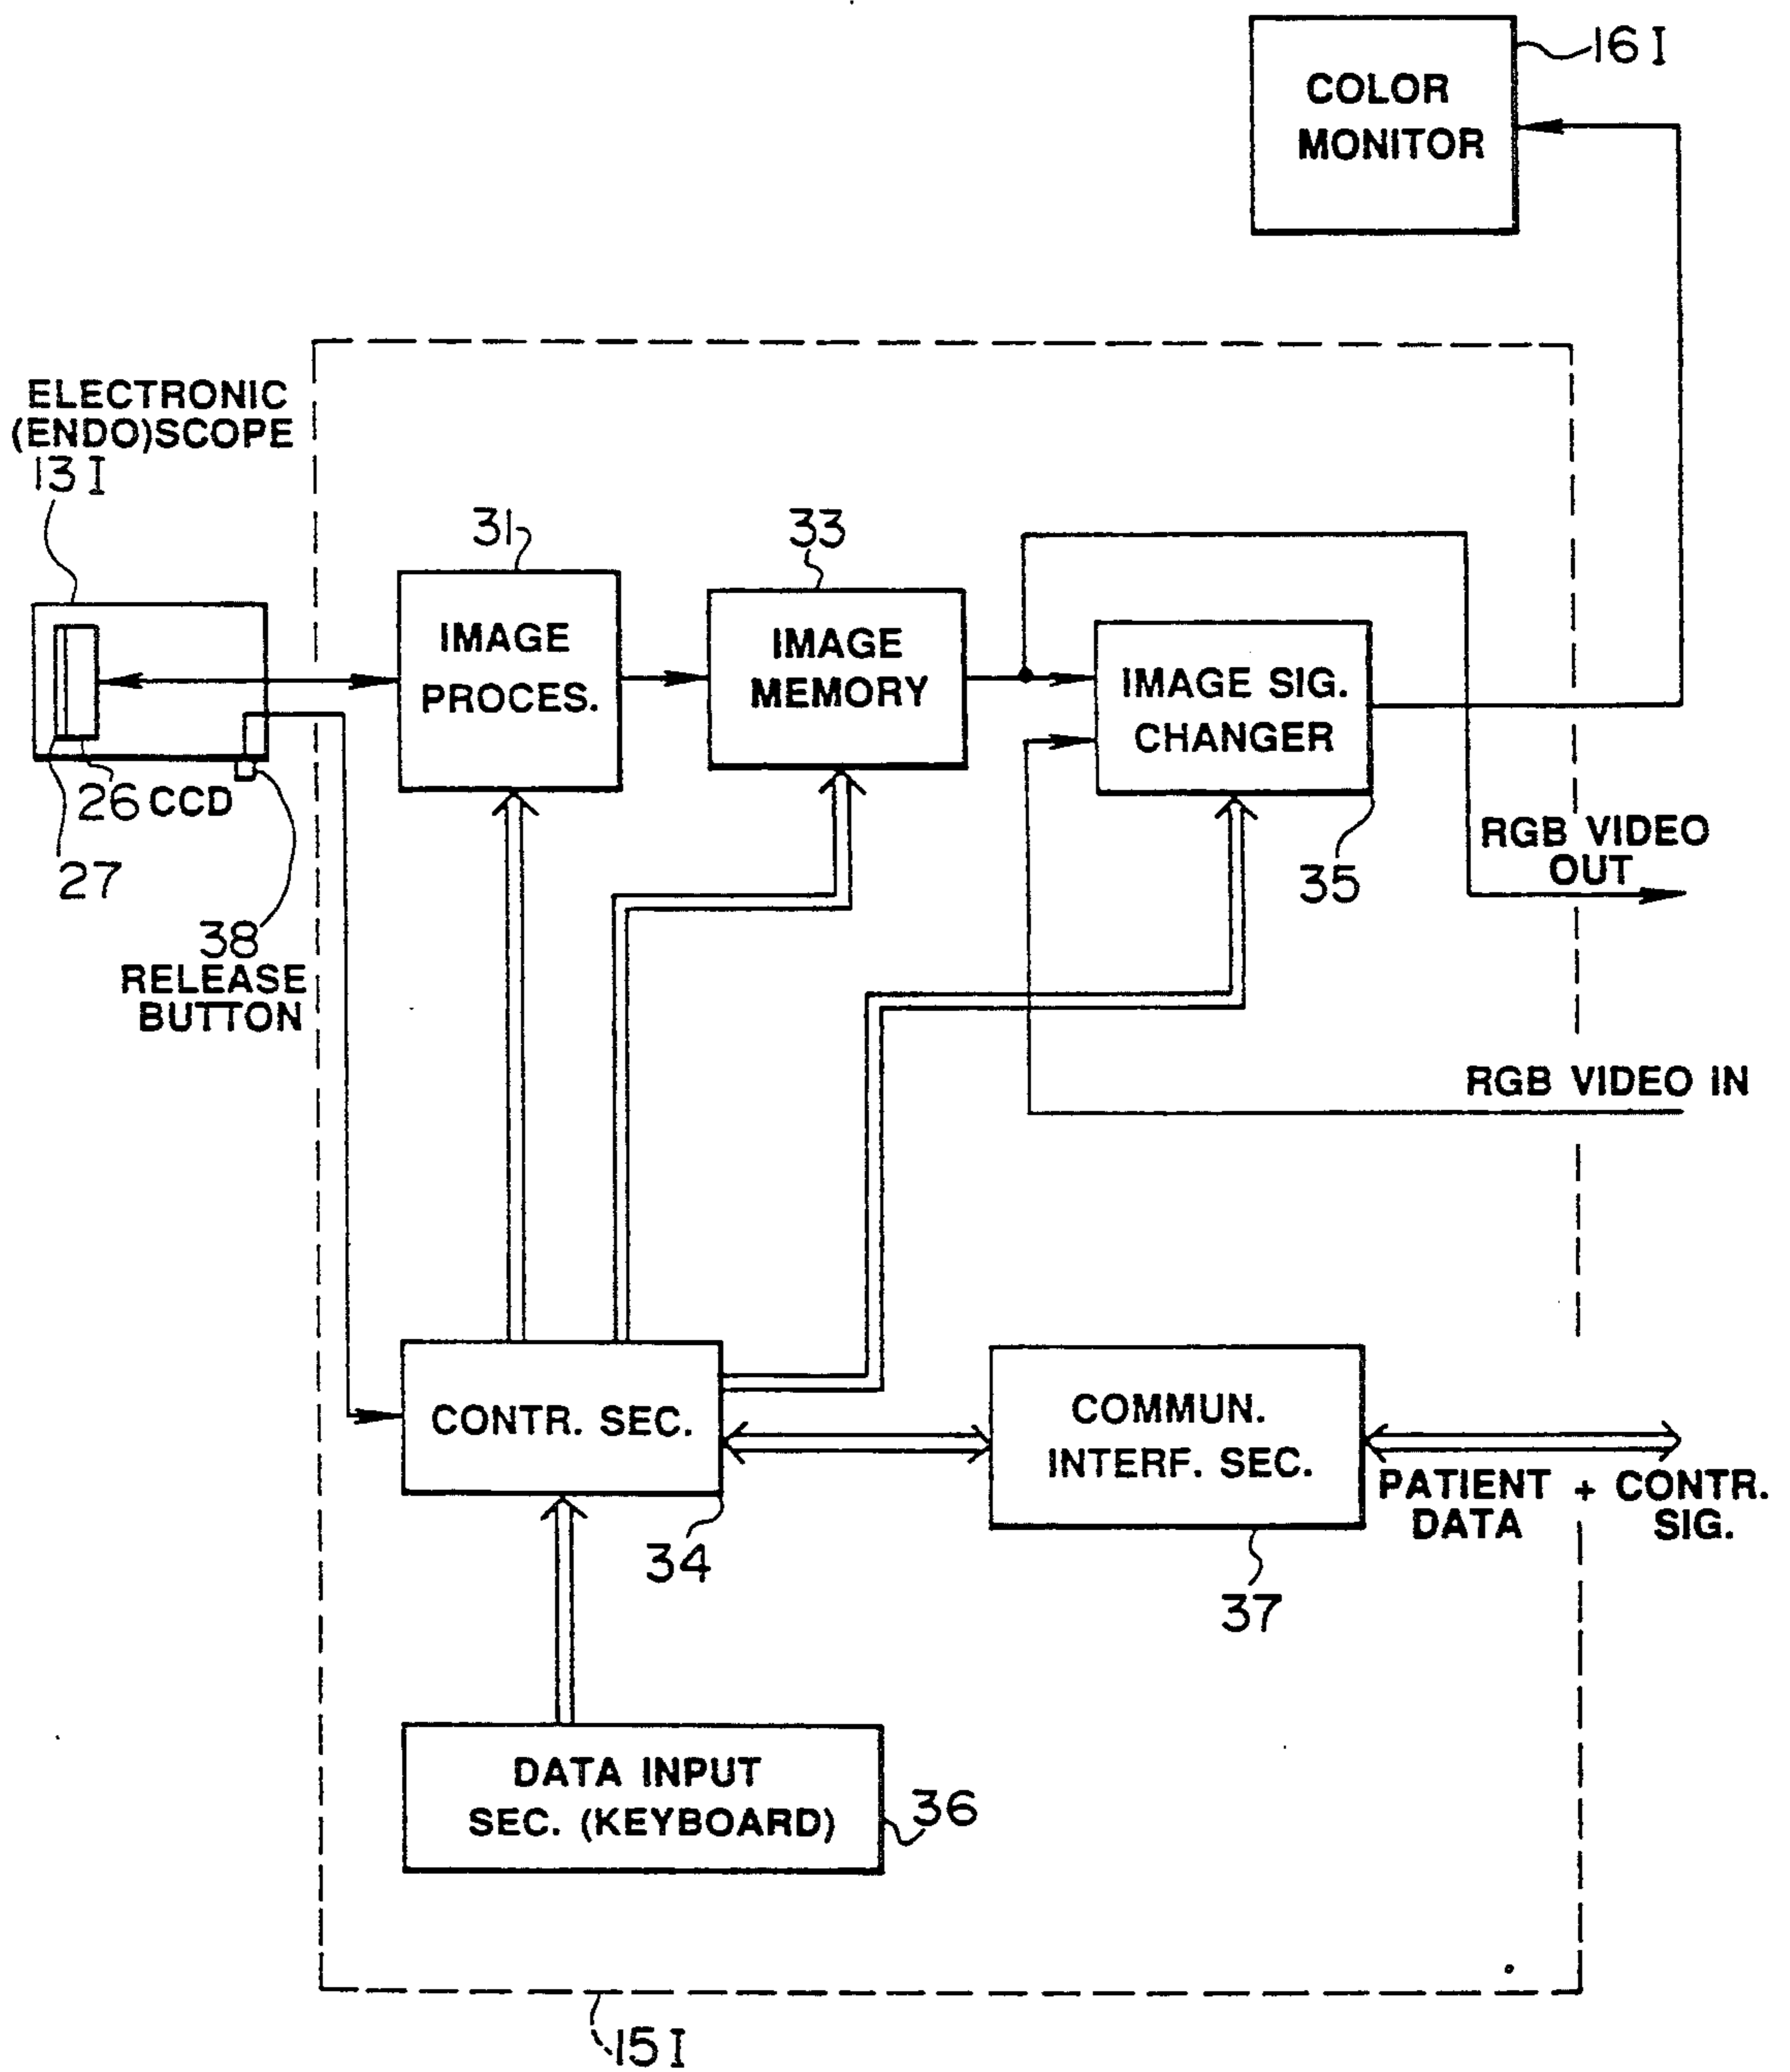 16I
COLOR
MONITOR
ELECTRONIC
(ENDO)SCOPE
13I
31
33
IMAGE
PROCES.
IMAGE
MEMORY
IMAGE SIG.
CHANGER
26 CCD
27
35
RGB VIDEO
OUT
38
RELEASE
BUTTON
RGB VIDEO IN
CONTR. SEC.
COMMUN.
INTERF. SEC.
PATIENT + CONTR.
DATA SIG.
34
37
DATA INPUT
SEC. (KEYBOARD)
36
15I